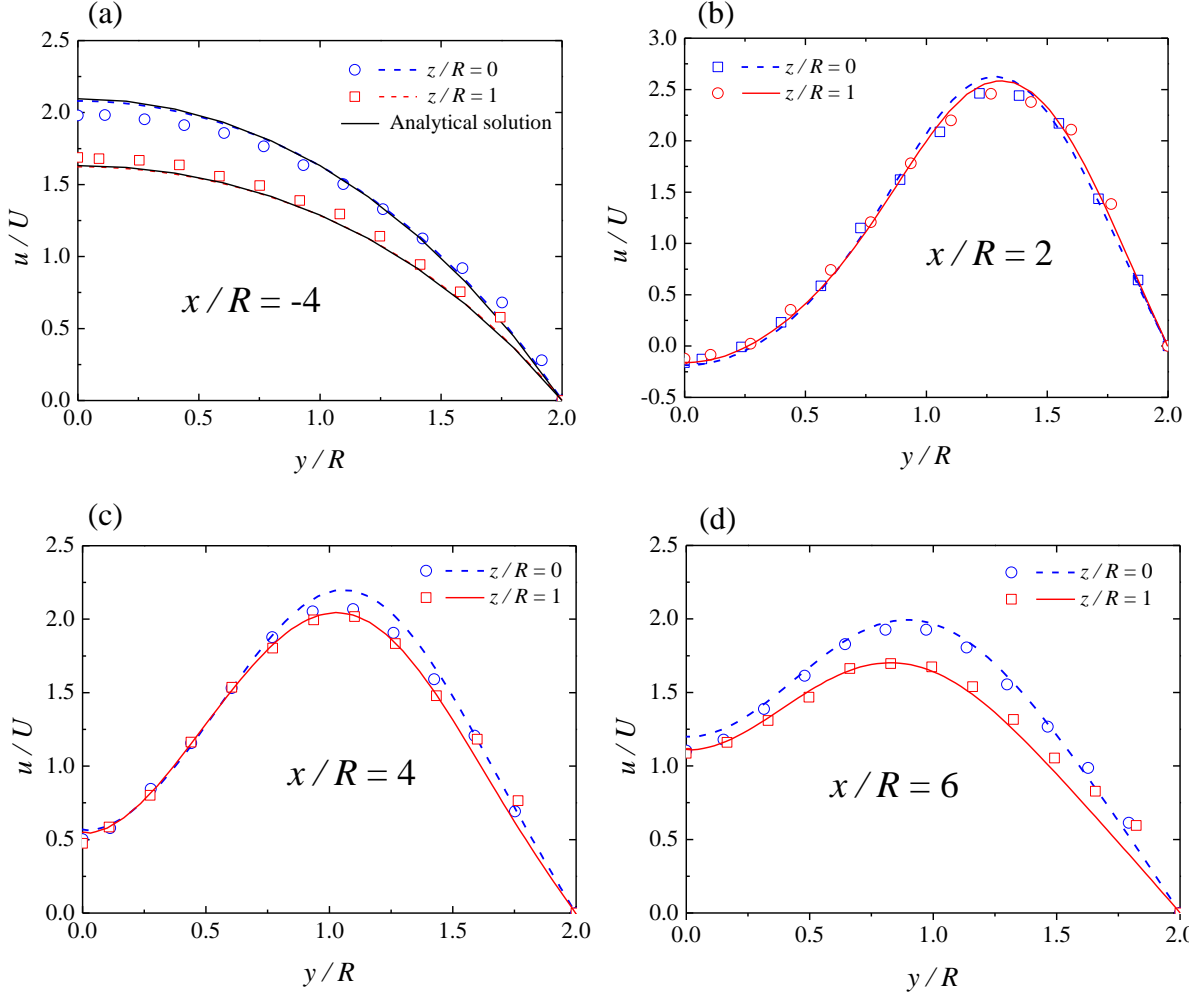 (a)
2.5
2.0
1.5
1.0
0.5
0.0
0.0 0.5 1.0 1.5 2.0
u / U
y / R
z / R = 0
z / R = 1
Analytical solution
x / R = -4
(b)
3.0
2.5
2.0
1.5
1.0
0.5
0.0
-0.5
0.0 0.5 1.0 1.5 2.0
u / U
y / R
z / R = 0
z / R = 1
x / R = 2
(c)
2.5
2.0
1.5
1.0
0.5
0.0
0.0 0.5 1.0 1.5 2.0
u / U
y / R
z / R = 0
z / R = 1
x / R = 4
(d)
2.5
2.0
1.5
1.0
0.5
0.0
0.0 0.5 1.0 1.5 2.0
u / U
y / R
z / R = 0
z / R = 1
x / R = 6